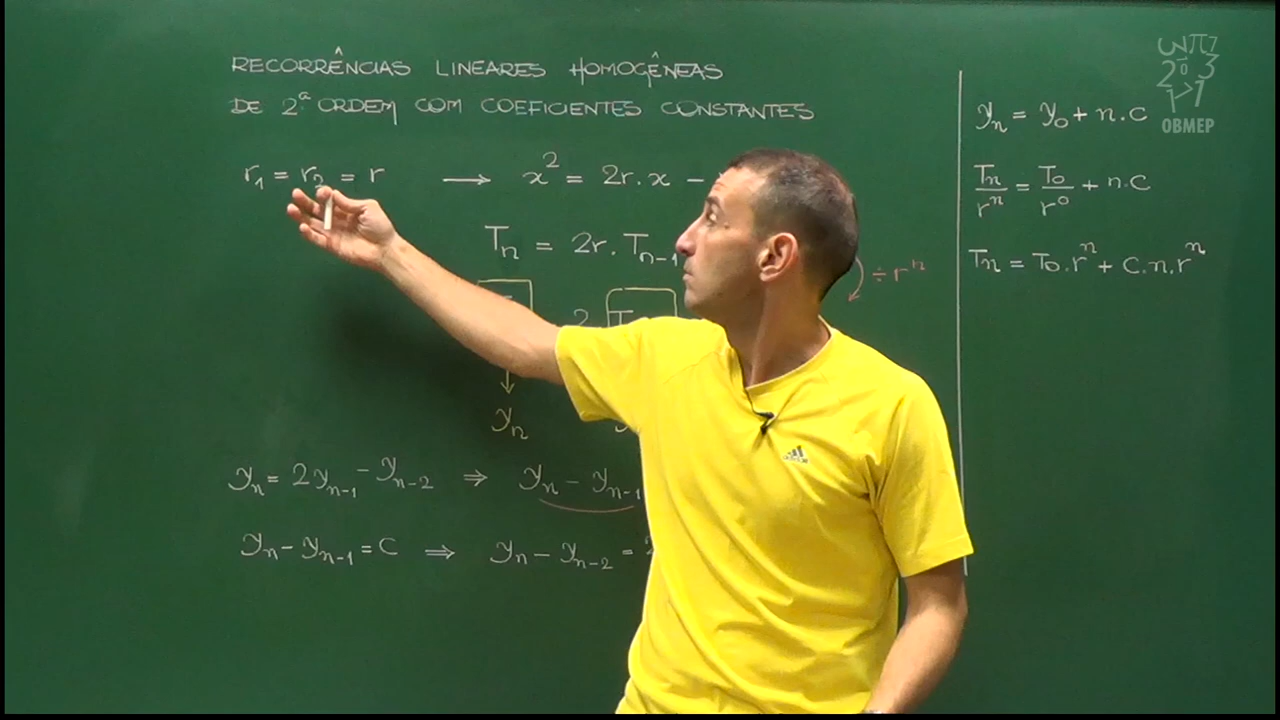 RECORRÊNCIAS LINEARES HOMOGÊNEAS
DE 2.ª ORDEM COM COEFICIENTES CONSTANTES
r₁ = r₂ = r → x² = 2r.x −
Tₙ = 2r.Tₙ₋₁
÷ rⁿ
2
yₙ
yₙ = 2yₙ₋₁ − yₙ₋₂ ⇒ yₙ − yₙ₋₁
yₙ − yₙ₋₁ = C ⇒ yₙ − yₙ₋₂ =
yₙ = y₀ + n.c
Tₙ/rⁿ = T₀/r⁰ + n.c
Tₙ = T₀.rⁿ + c.n.rⁿ
OBMEP
adidas